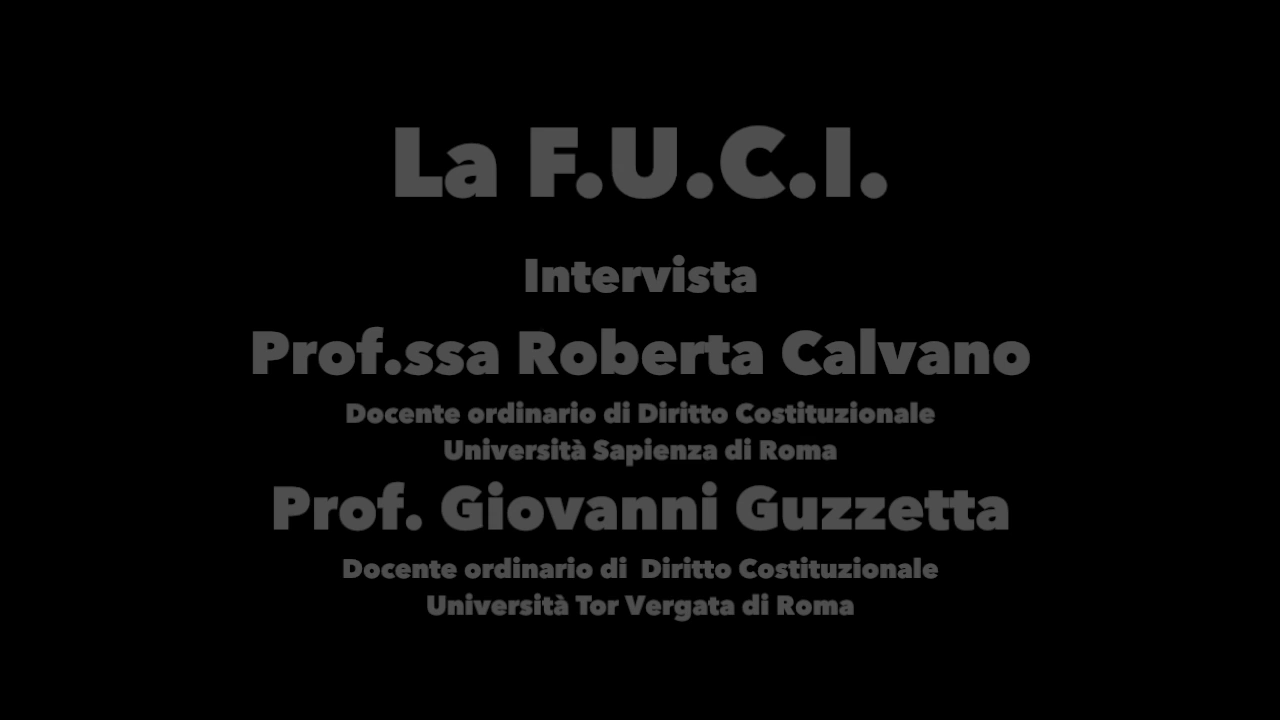 La F.U.C.I.
Intervista
Prof.ssa Roberta Calvano
Docente ordinario di Diritto Costituzionale
Università Sapienza di Roma
Prof. Giovanni Guzzetta
Docente ordinario di  Diritto Costituzionale
Università Tor Vergata di Roma